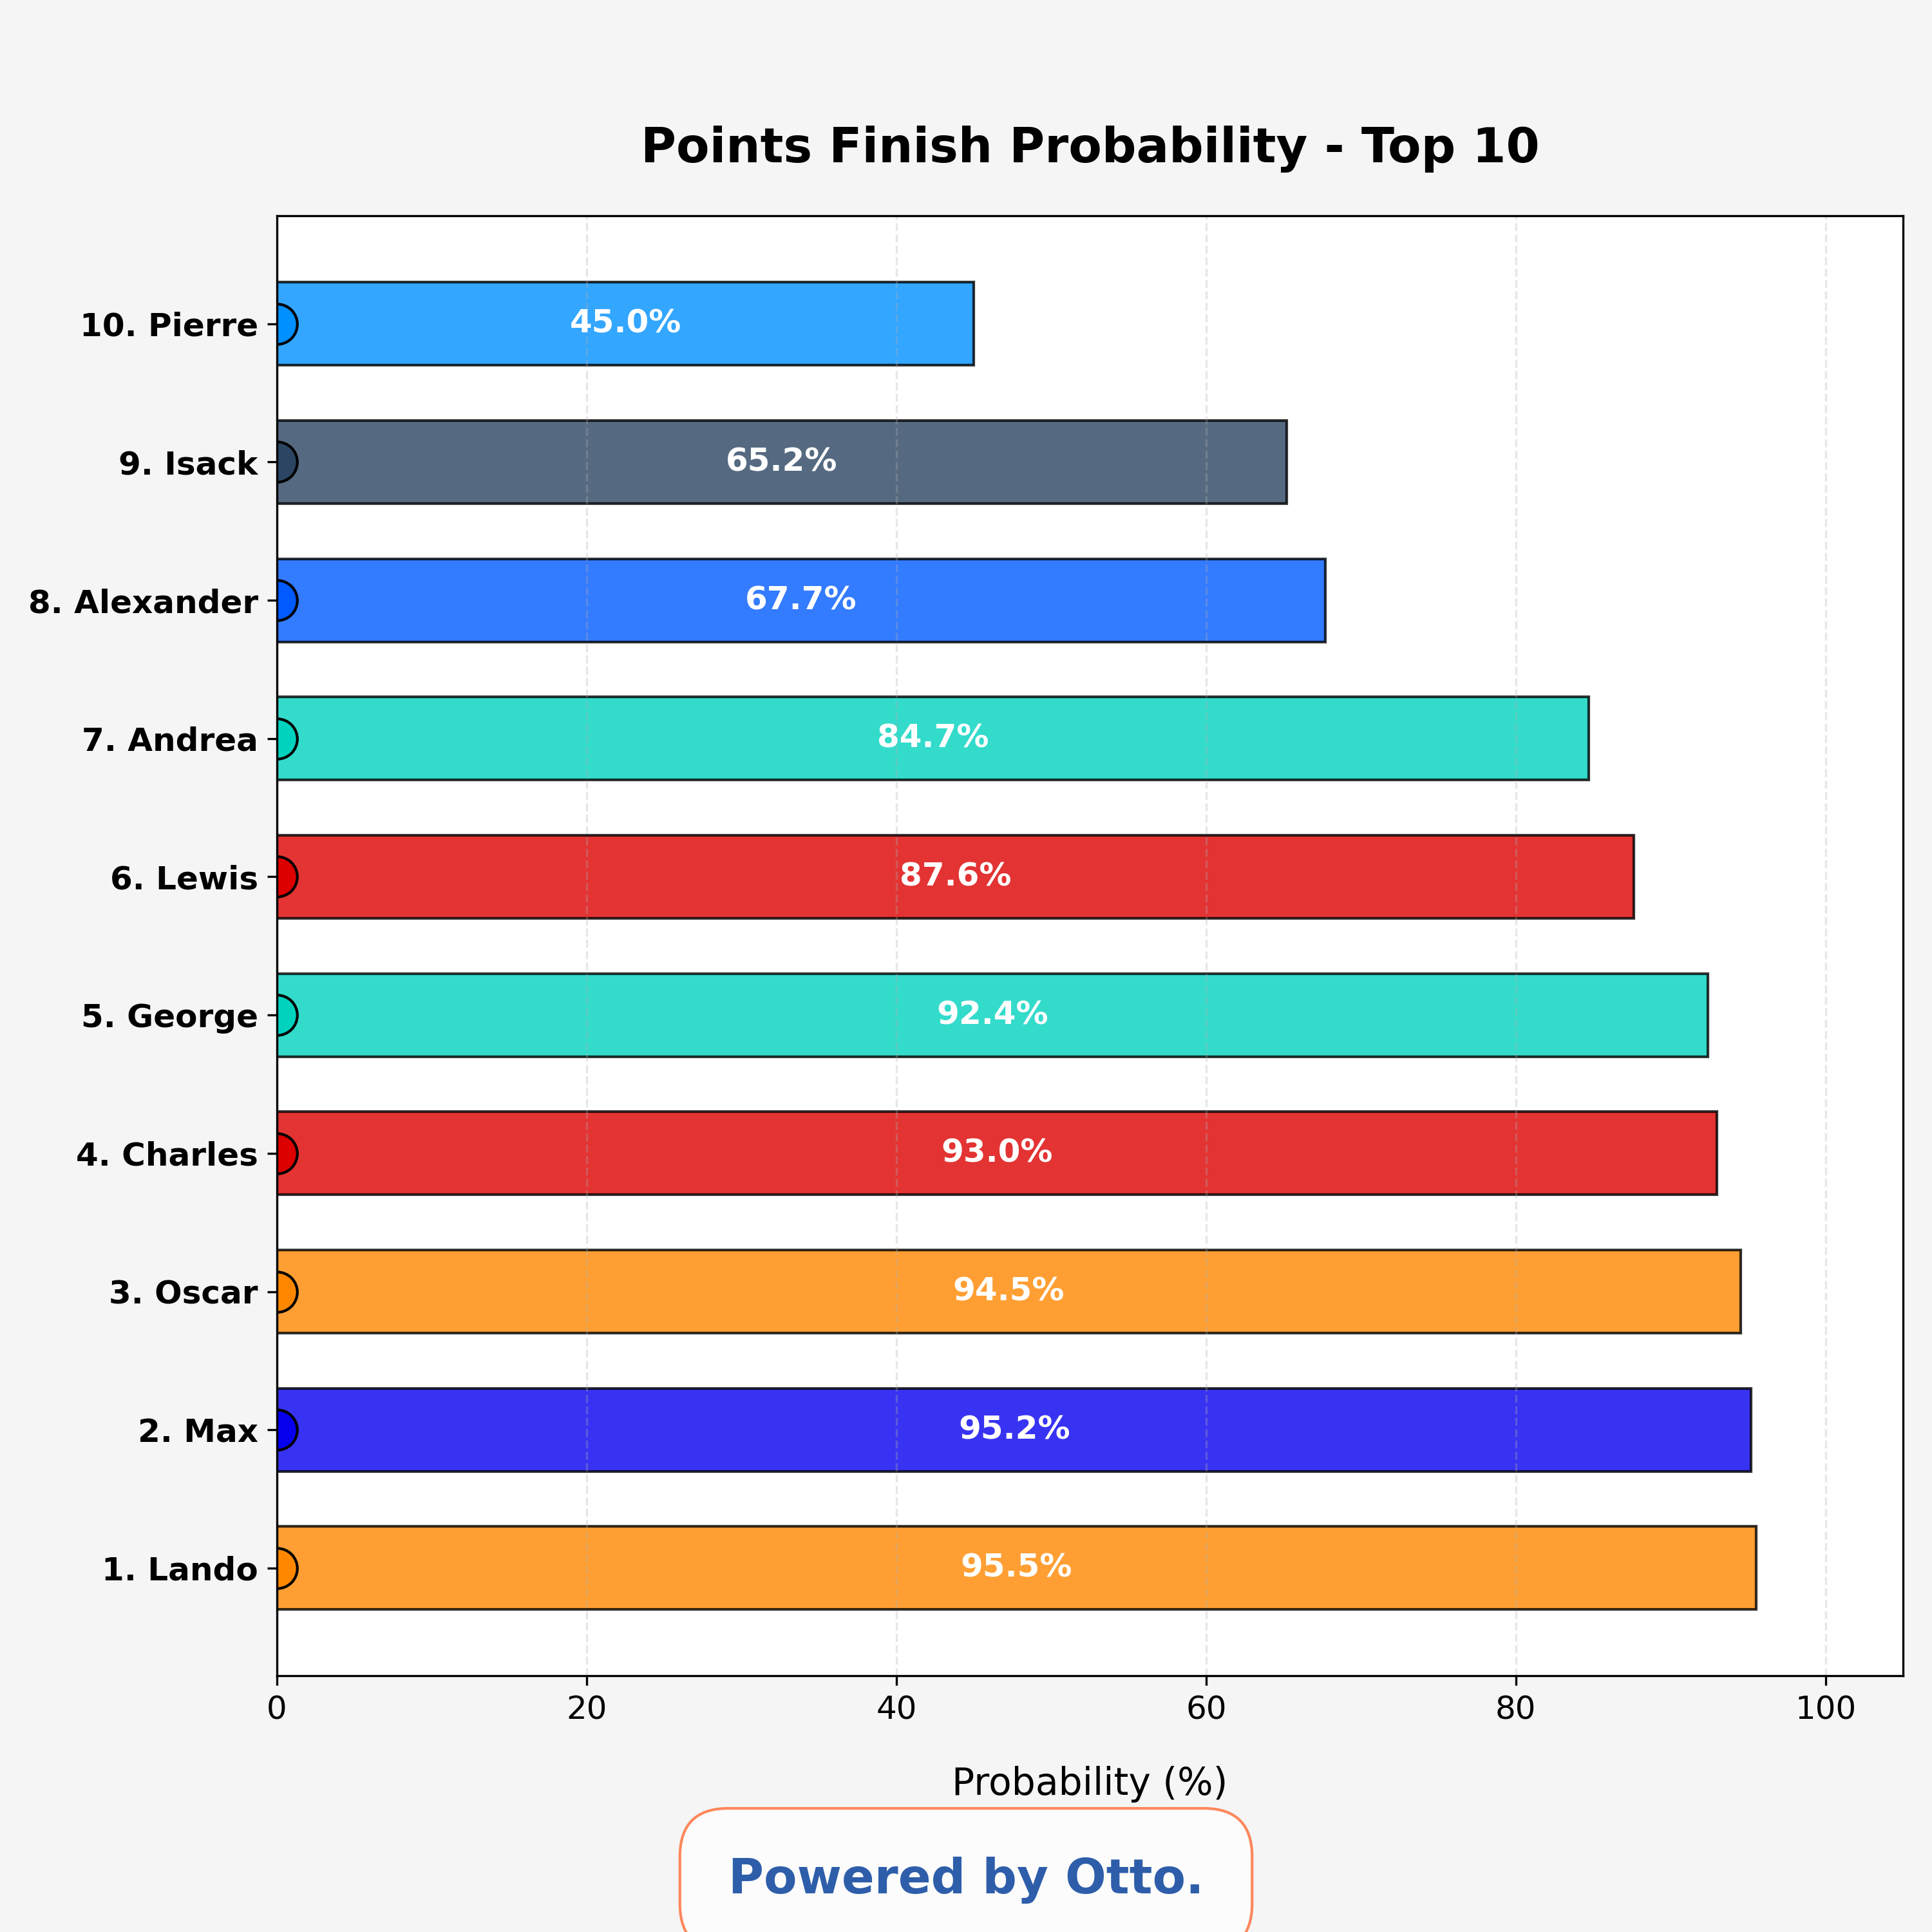 Points Finish Probability - Top 10
10. Pierre
45.0%
9. Isack
65.2%
8. Alexander
67.7%
7. Andrea
84.7%
6. Lewis
87.6%
5. George
92.4%
4. Charles
93.0%
3. Oscar
94.5%
2. Max
95.2%
1. Lando
95.5%
0 20 40 60 80 100
Probability (%)
Powered by Otto.